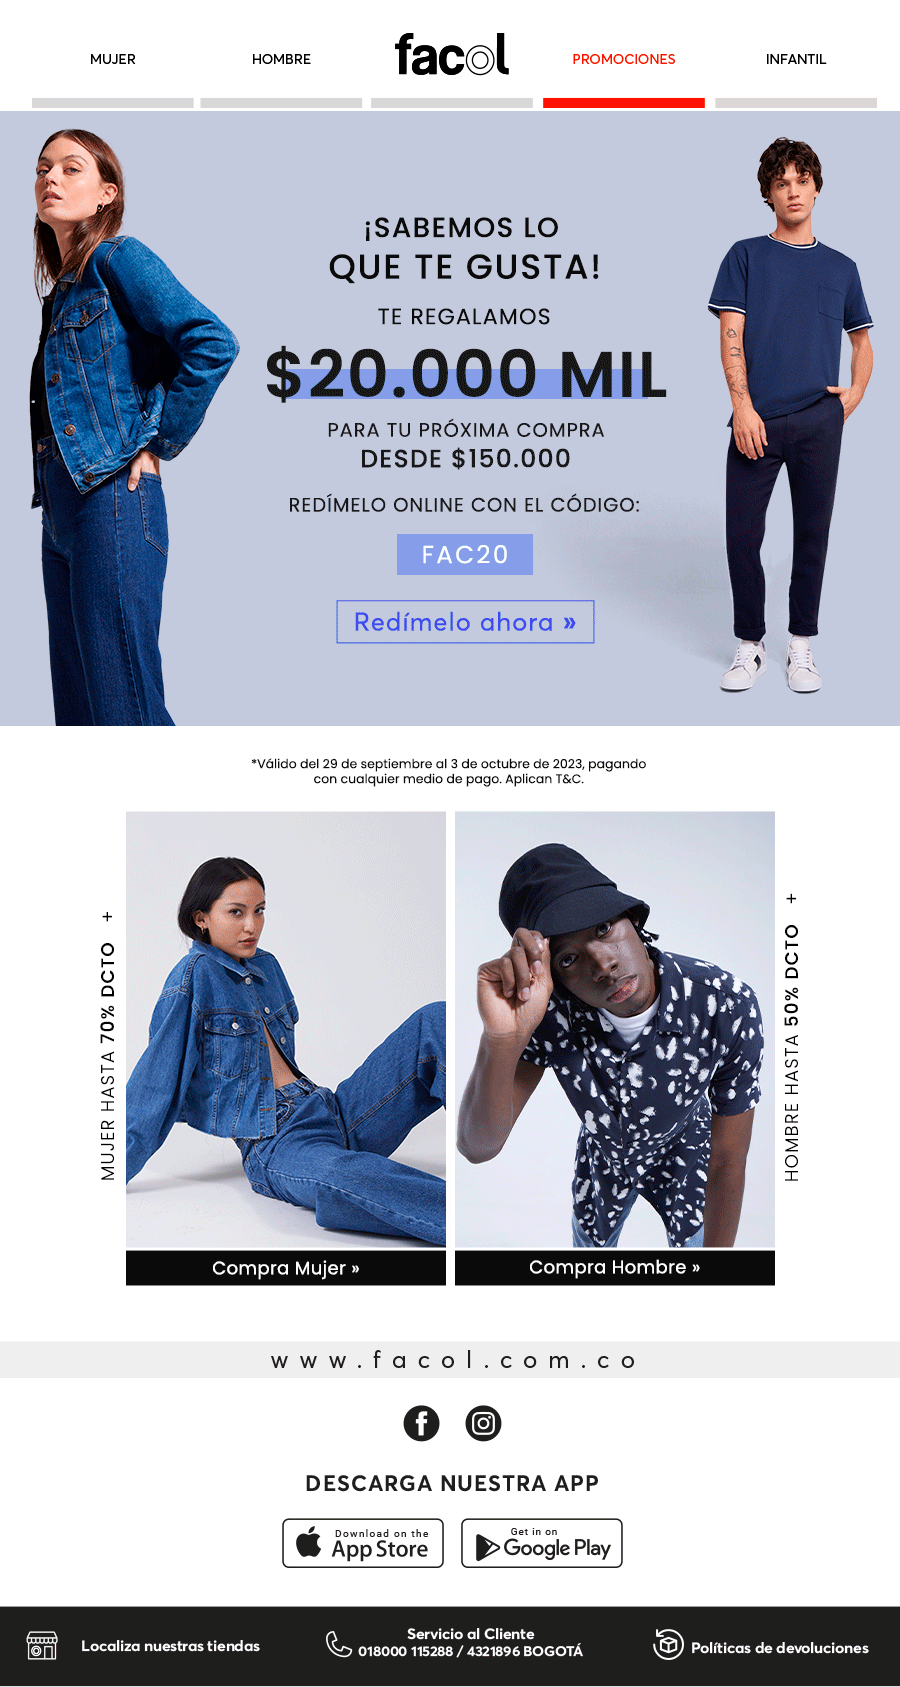 MUJER
HOMBRE
facol
PROMOCIONES
INFANTIL
¡SABEMOS LO
QUE TE GUSTA!
TE REGALAMOS
$20.000 MIL
PARA TU PRÓXIMA COMPRA
DESDE $150.000
REDÍMELO ONLINE CON EL CÓDIGO:
FAC20
Redímelo ahora »
*Válido del 29 de septiembre al 3 de octubre de 2023, pagando
con cualquier medio de pago. Aplican T&C.
MUJER HASTA 70% DCTO +
HOMBRE HASTA 50% DCTO +
Compra Mujer »
Compra Hombre »
www.facol.com.co
DESCARGA NUESTRA APP
Download on the
App Store
Get in on
Google Play
Localiza nuestras tiendas
Servicio al Cliente
018000 115288 / 4321896 BOGOTÁ
Políticas de devoluciones